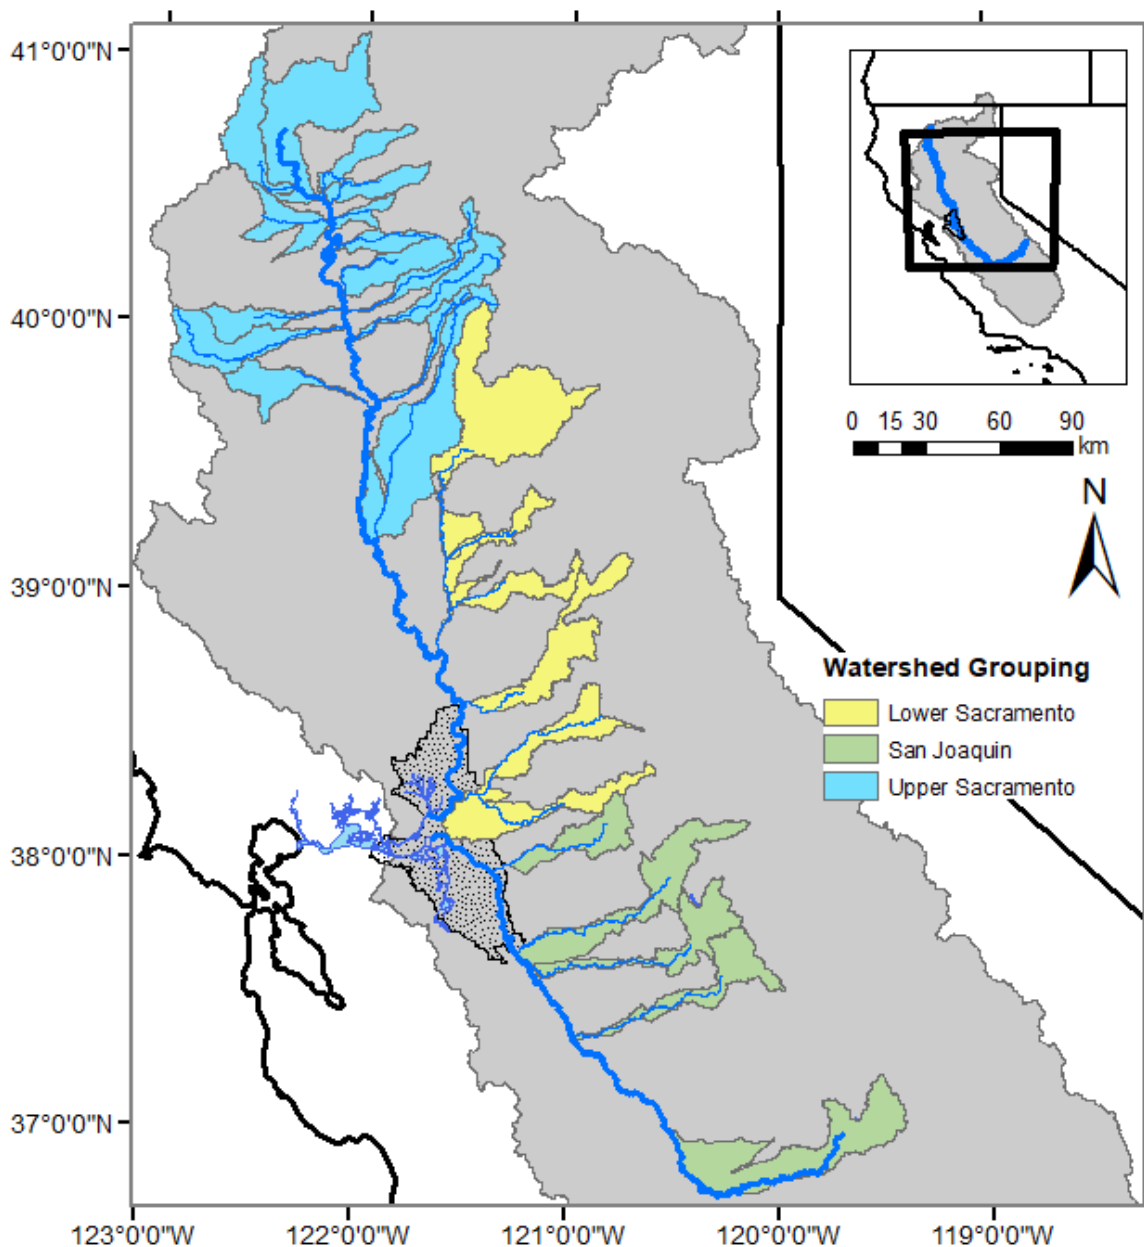 41°0'0"N
40°0'0"N
39°0'0"N
38°0'0"N
37°0'0"N
123°0'0"W 122°0'0"W 121°0'0"W 120°0'0"W 119°0'0"W
0 15 30 60 90
km
N
Watershed Grouping
Lower Sacramento
San Joaquin
Upper Sacramento